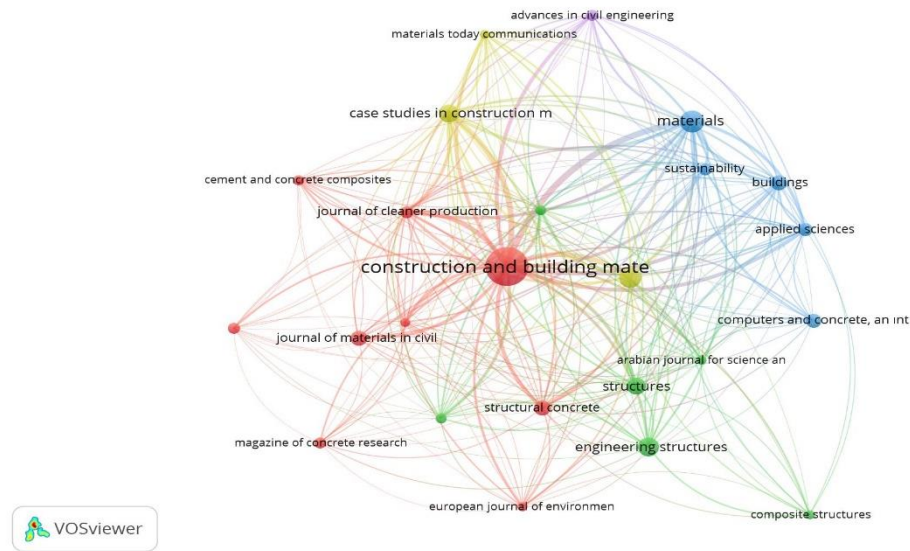 advances in civil engineering
materials today communications
case studies in construction m
materials
sustainability
cement and concrete composites
buildings
journal of cleaner production
applied sciences
construction and building mate
computers and concrete, an int
journal of materials in civil
arabian journal for science an
structures
structural concrete
magazine of concrete research
engineering structures
european journal of environmen
composite structures
VOSviewer